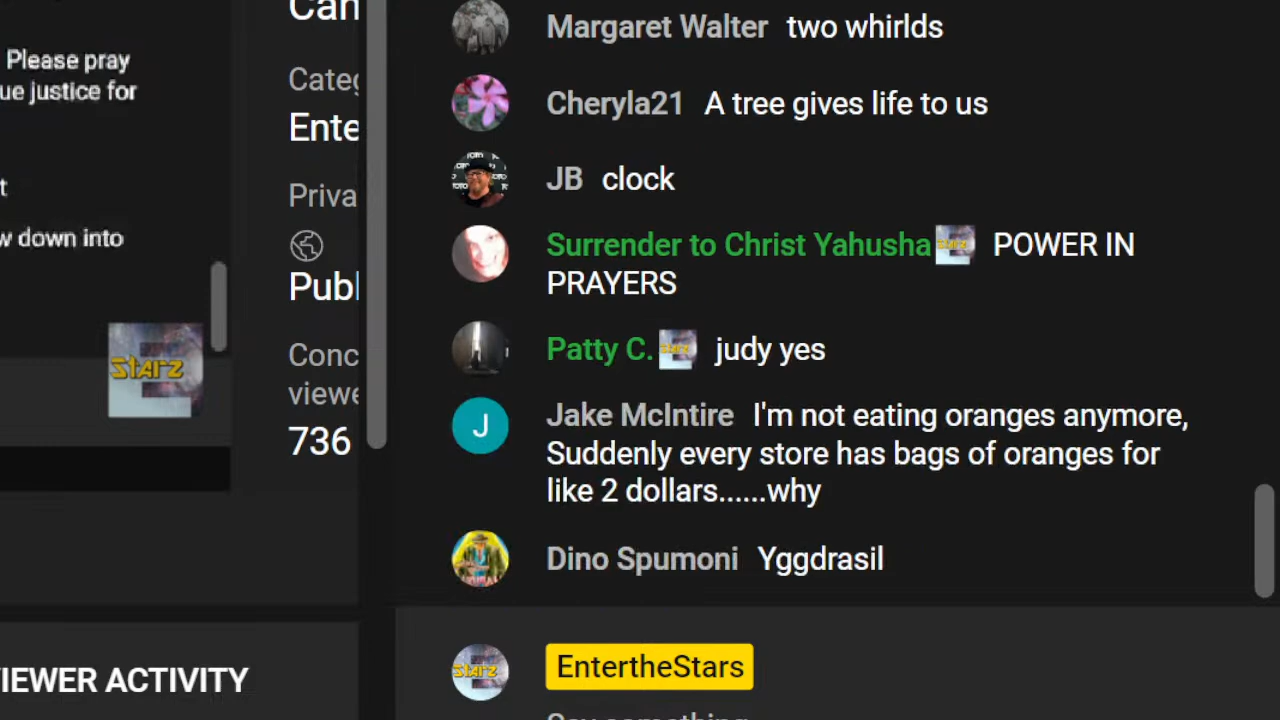 Please pray
ue justice for
t
w down into
Starz
Can
Categ
Ente
Priva
Publ
Conc
viewe
736
IEWER ACTIVITY
Margaret Walter two whirlds
Cheryla21 A tree gives life to us
JB clock
Surrender to Christ Yahusha POWER IN
PRAYERS
Patty C. judy yes
J
Jake McIntire I'm not eating oranges anymore,
Suddenly every store has bags of oranges for
like 2 dollars......why
Dino Spumoni Yggdrasil
EntertheStars
Say something